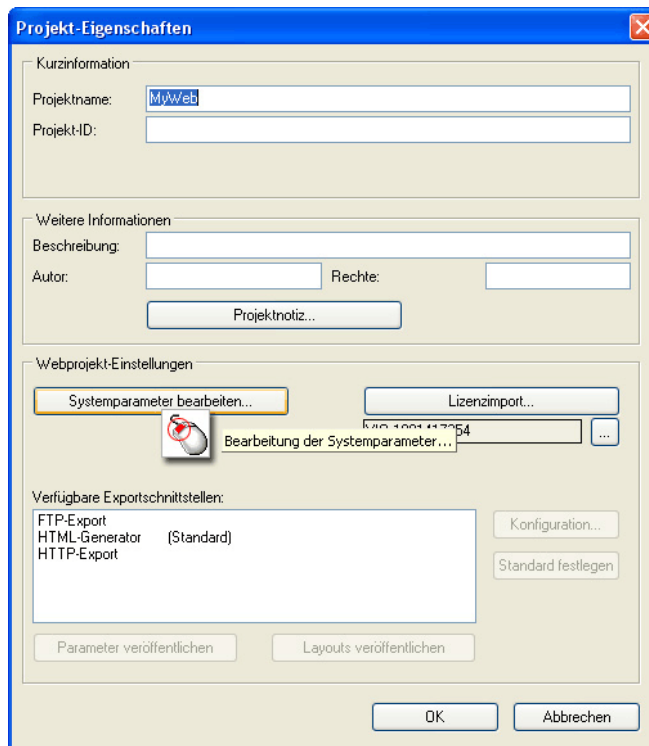 Projekt-Eigenschaften
Kurzinformation
Projektname: MyWeb
Projekt-ID:
Weitere Informationen
Beschreibung:
Autor: Rechte:
Projektnotiz...
Webprojekt-Einstellungen
Systemparameter bearbeiten... Lizenzimport...
...
Bearbeitung der Systemparameter...
Verfügbare Exportschnittstellen:
FTP-Export
HTML-Generator (Standard)
HTTP-Export
Konfiguration...
Standard festlegen
Parameter veröffentlichen Layouts veröffentlichen
OK Abbrechen